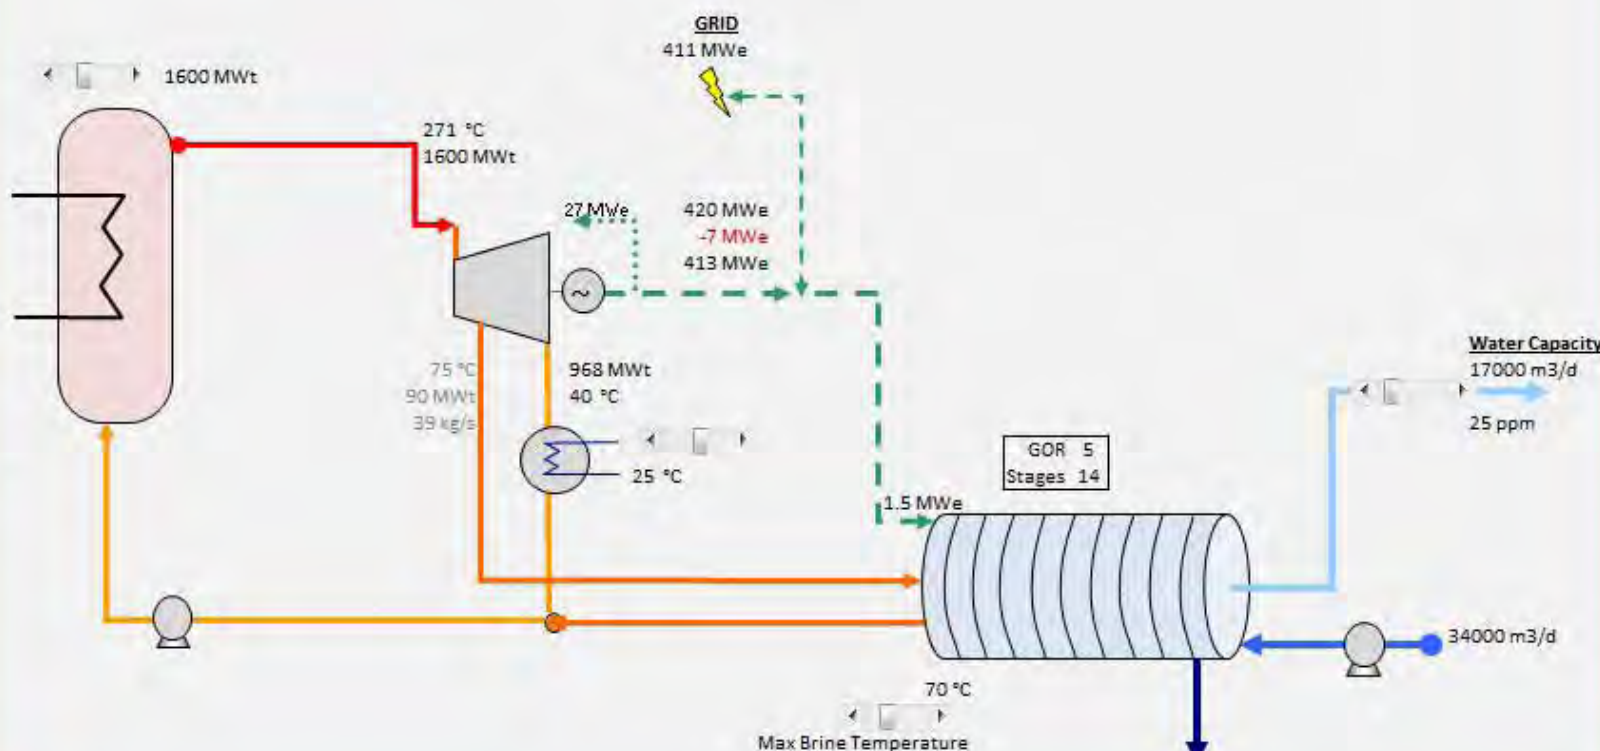 GRID
411 MWe
1600 MWt
271 °C
1600 MWt
27 MWe
420 MWe
-7 MWe
413 MWe
~
75 °C
90 MWt
39 kg/s
968 MWt
40 °C
25 °C
Water Capacity
17000 m3/d
25 ppm
GOR 5
Stages 14
1.5 MWe
34000 m3/d
70 °C
Max Brine Temperature